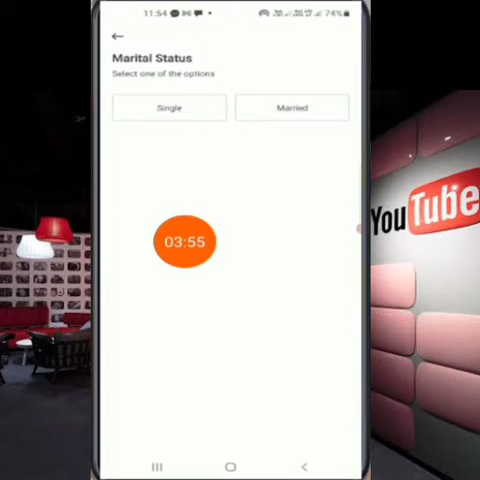 11:54
74%
Marital Status
Select one of the options
Single
Married
03:55
YouTube